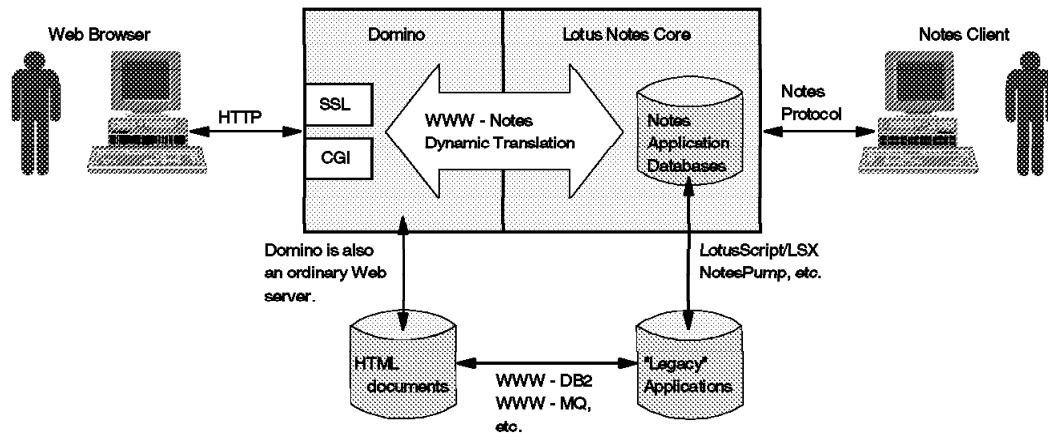 Web Browser
Domino
Lotus Notes Core
Notes Client
SSL
CGI
HTTP
WWW - Notes
Dynamic Translation
Notes
Application
Databases
Notes
Protocol
Domino is also
an ordinary Web
server.
LotusScript/LSX
NotesPump, etc.
HTML
documents
WWW - DB2
WWW - MQ,
etc.
"Legacy"
Applications